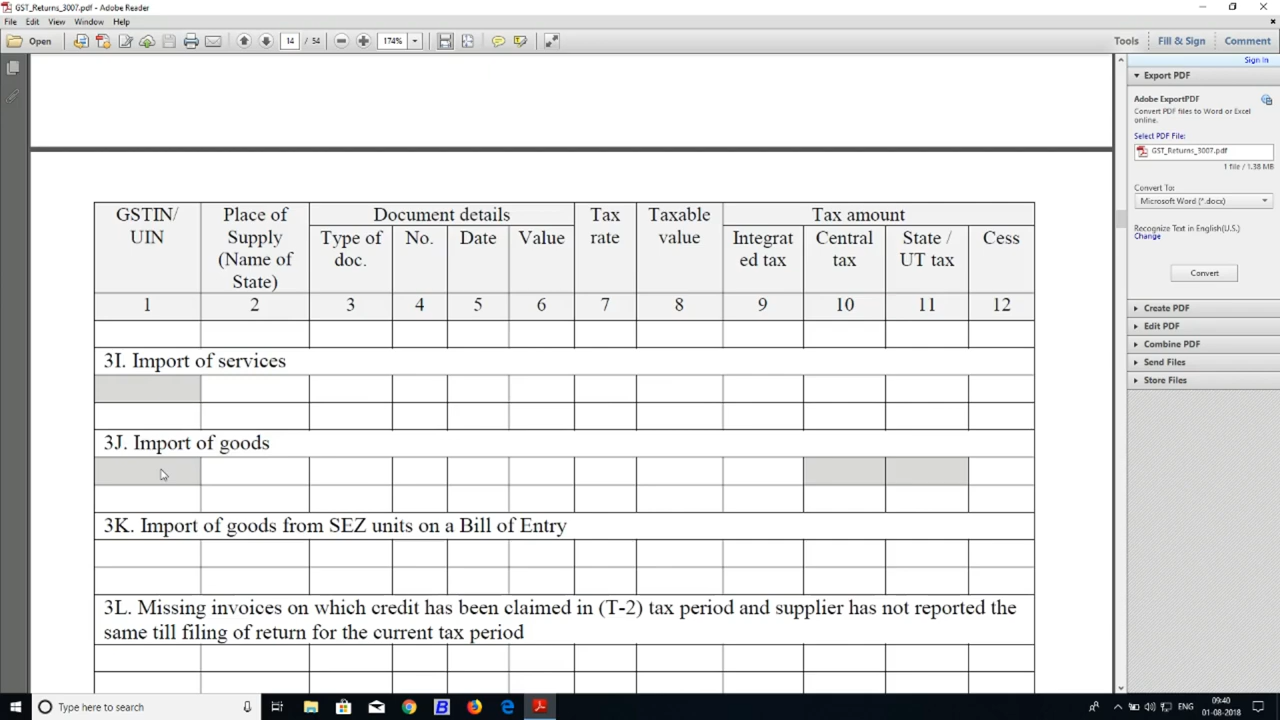 GST_Returns_3007.pdf - Adobe Reader
File Edit View Window Help
Open 14 / 54 174% Tools Fill & Sign Comment
Sign In
Export PDF
Adobe ExportPDF
Convert PDF files to Word or Excel
online.
Select PDF File:
GST_Returns_3007.pdf
1 file / 1.38 MB
Convert To:
Microsoft Word (*.docx)
Recognize Text in English(U.S.)
Change
Convert
Create PDF
Edit PDF
Combine PDF
Send Files
Store Files
GSTIN/
UIN
Place of
Supply
(Name of
State)
Document details
Type of
doc.
No.
Date
Value
Tax
rate
Taxable
value
Tax amount
Integrat
ed tax
Central
tax
State /
UT tax
Cess
1 2 3 4 5 6 7 8 9 10 11 12
3I. Import of services
3J. Import of goods
3K. Import of goods from SEZ units on a Bill of Entry
3L. Missing invoices on which credit has been claimed in (T-2) tax period and supplier has not reported the
same till filing of return for the current tax period
Type here to search
ENG
09:40
01-08-2018